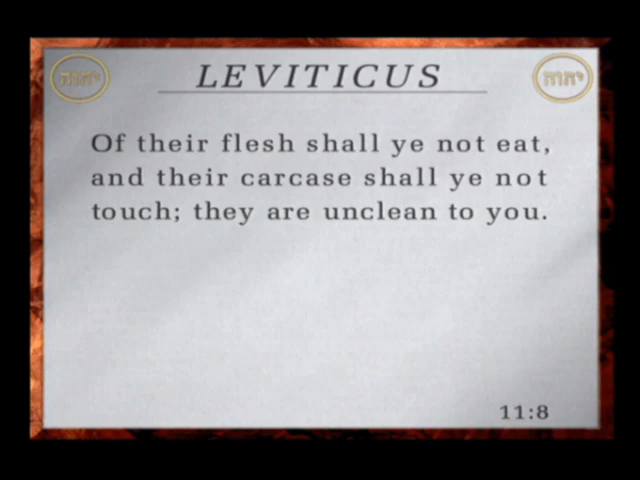 יהוה
LEVITICUS
יהוה
Of their flesh shall ye not eat,
and their carcase shall ye not
touch; they are unclean to you.
11:8